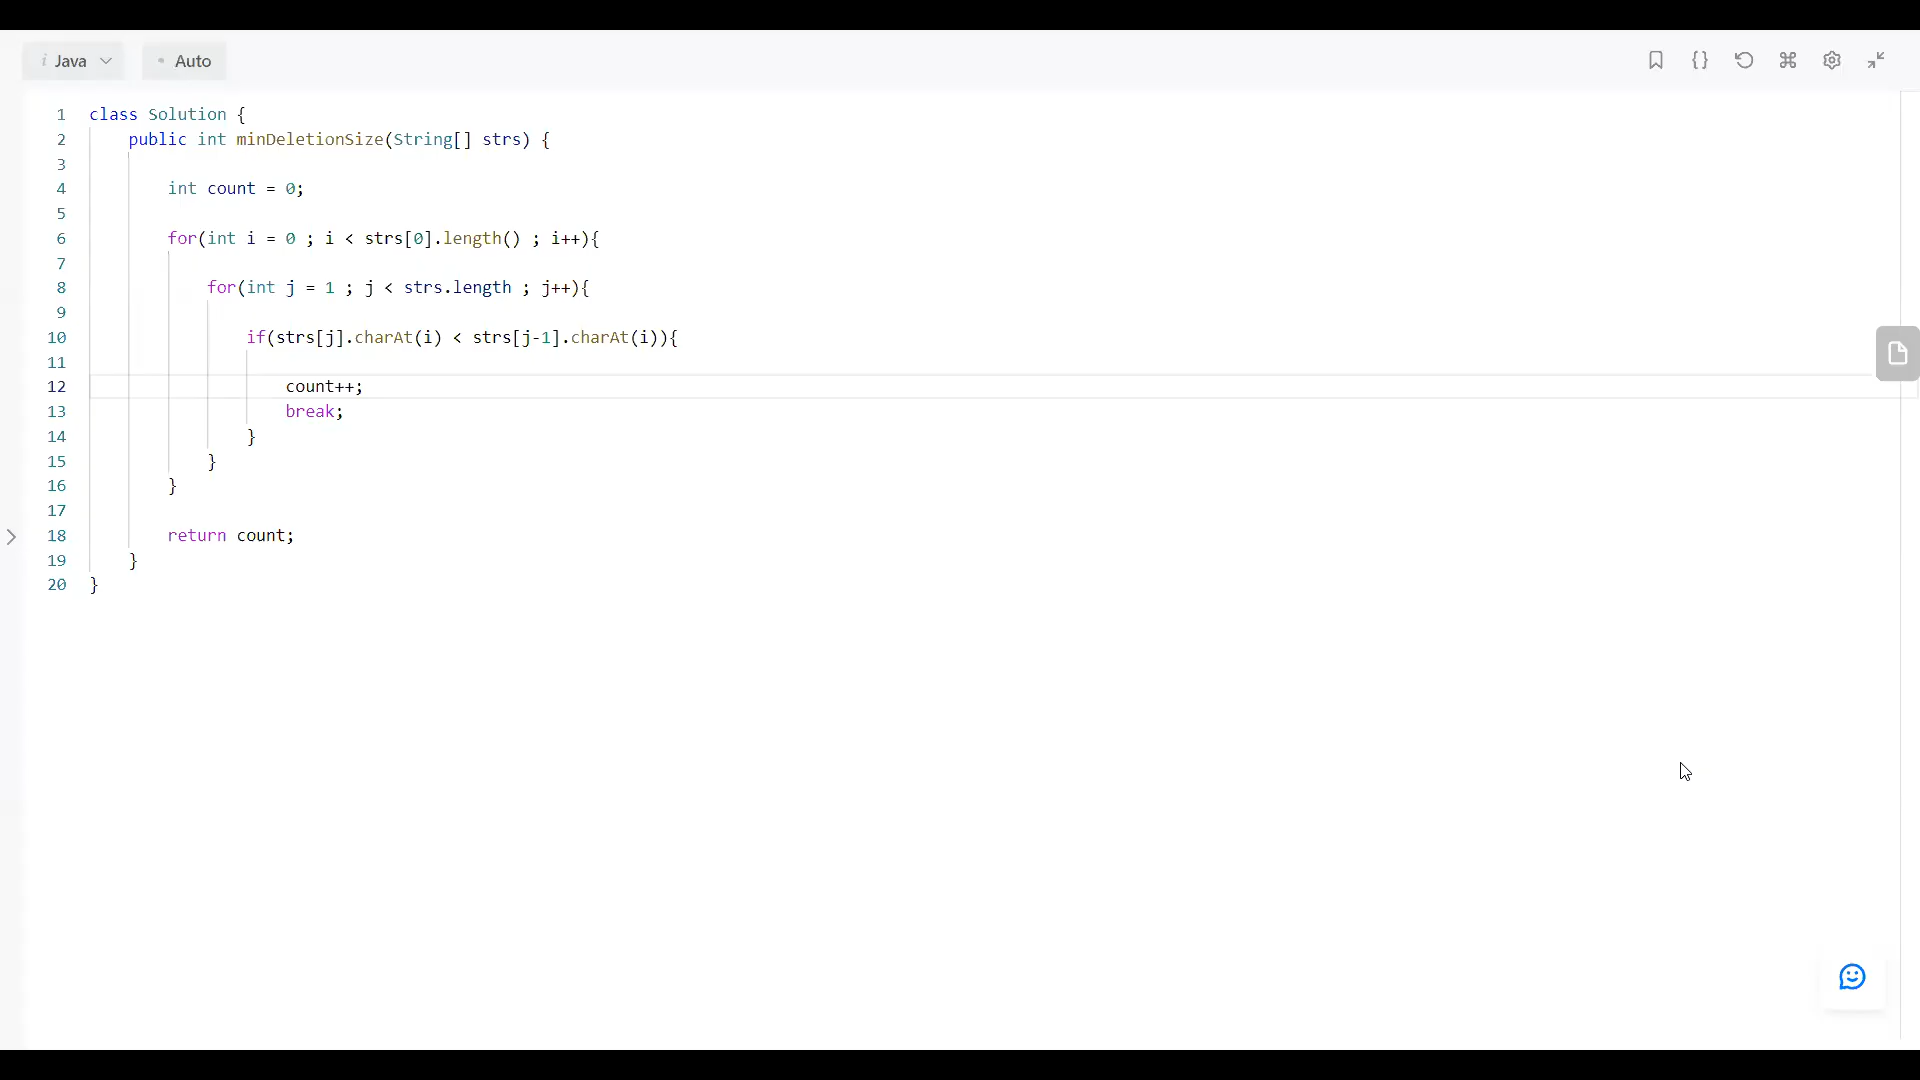 i Java
Auto
1 class Solution {
2     public int minDeletionSize(String[] strs) {
3
4         int count = 0;
5
6         for(int i = 0 ; i < strs[0].length() ; i++){
7
8             for(int j = 1 ; j < strs.length ; j++){
9
10                 if(strs[j].charAt(i) < strs[j-1].charAt(i)){
11
12                     count++;
13                     break;
14                 }
15             }
16         }
17
18         return count;
19     }
20 }